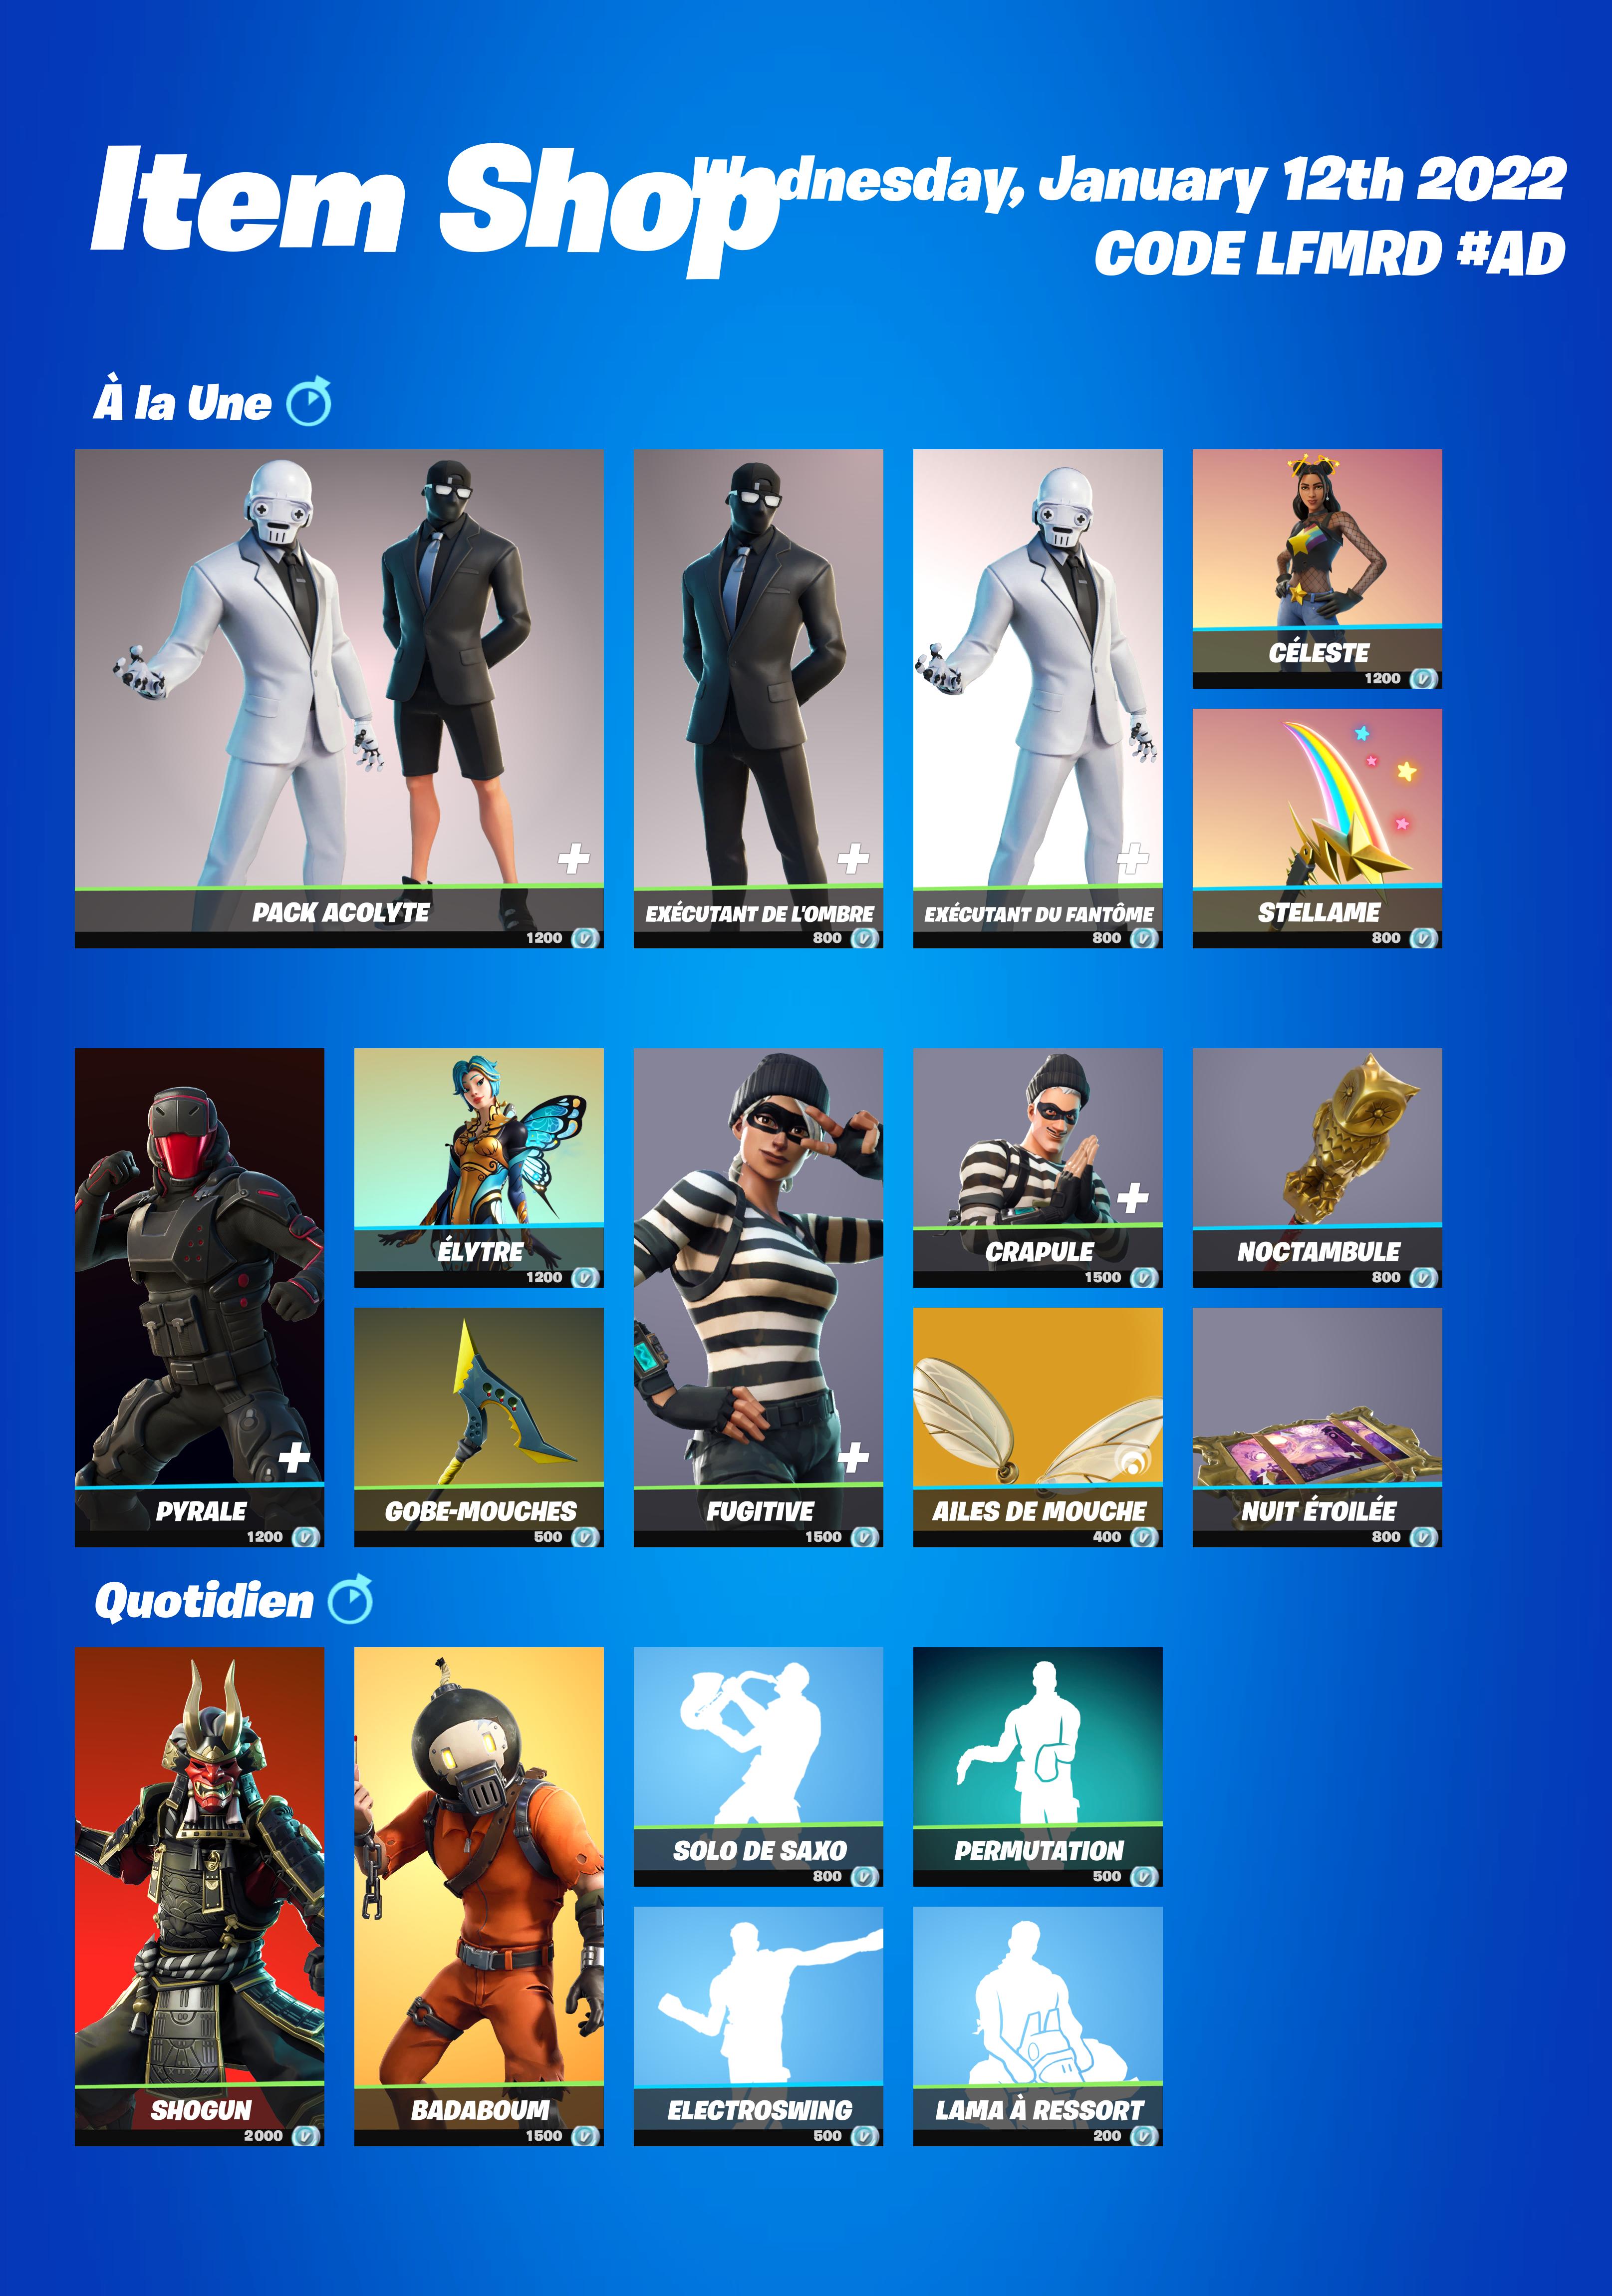 Item Shop
Wednesday, January 12th 2022
CODE LFMRD #AD
À la Une
PACK ACOLYTE
1200
EXÉCUTANT DE L'OMBRE
800
EXÉCUTANT DU FANTÔME
800
CÉLESTE
1200
STELLAME
800
PYRALE
1200
ÉLYTRE
1200
GOBE-MOUCHES
500
FUGITIVE
1500
CRAPULE
1500
AILES DE MOUCHE
400
NOCTAMBULE
800
NUIT ÉTOILÉE
800
Quotidien
SHOGUN
2000
BADABOUM
1500
SOLO DE SAXO
800
ELECTROSWING
500
PERMUTATION
500
LAMA À RESSORT
200